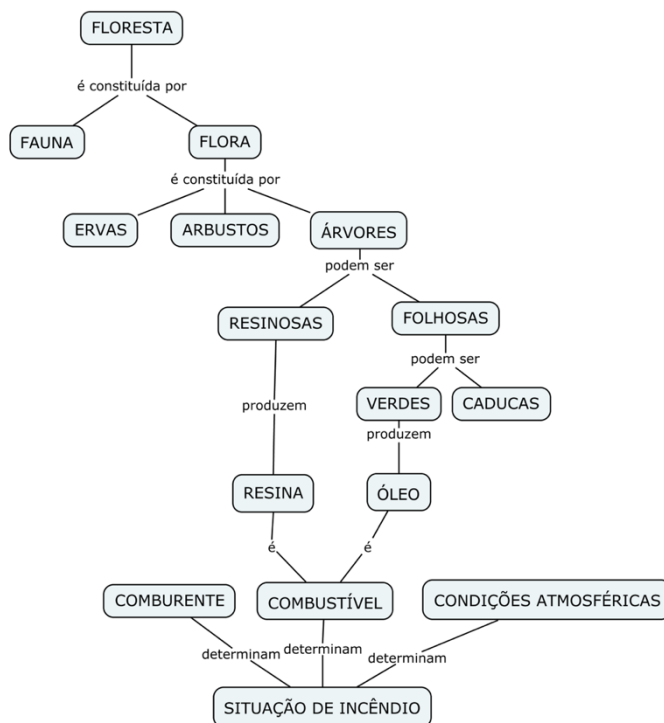 FLORESTA
é constituída por
FAUNA
FLORA
é constituída por
ERVAS
ARBUSTOS
ÁRVORES
podem ser
RESINOSAS
FOLHOSAS
podem ser
produzem
VERDES
CADUCAS
produzem
RESINA
ÓLEO
é
é
COMBURENTE
COMBUSTÍVEL
CONDIÇÕES ATMOSFÉRICAS
determinam
determinam
determinam
SITUAÇÃO DE INCÊNDIO